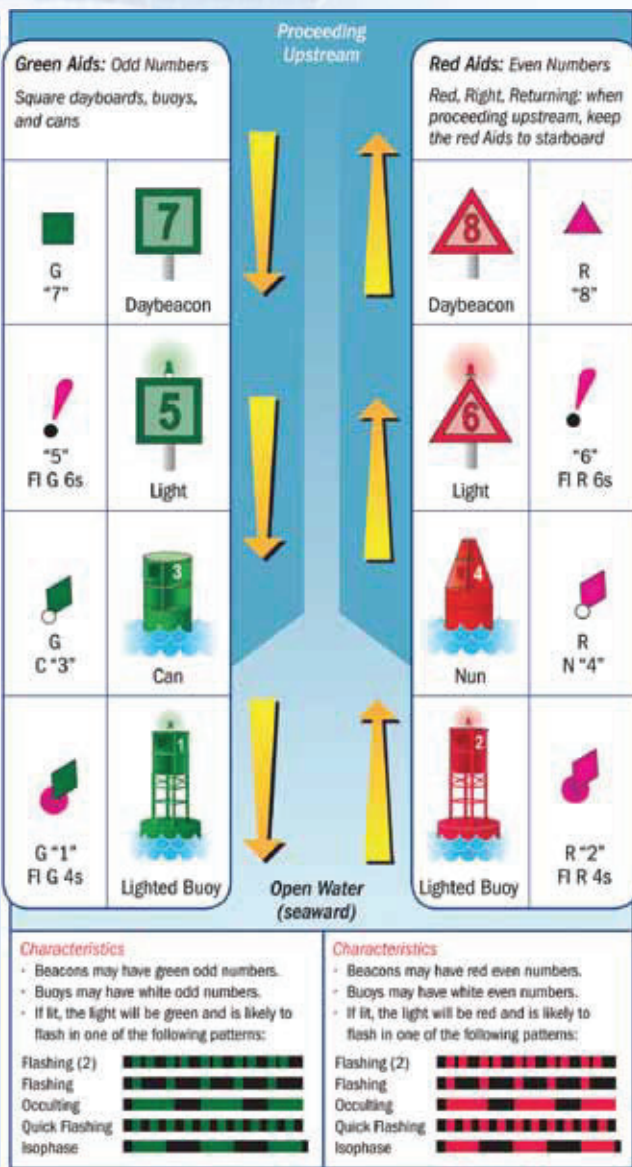 Proceeding
Upstream
Green Aids: Odd Numbers
Square dayboards, buoys,
and cans
Red Aids: Even Numbers
Red, Right, Returning: when
proceeding upstream, keep
the red Aids to starboard
G
"7"
7
Daybeacon
8
Daybeacon
R
"8"
"5"
Fl G 6s
5
Light
6
Light
"6"
Fl R 6s
G
C "3"
3
Can
4
Nun
R
N "4"
G "1"
Fl G 4s
1
Lighted Buoy
Open Water
(seaward)
2
Lighted Buoy
R "2"
Fl R 4s
Characteristics
· Beacons may have green odd numbers.
· Buoys may have white odd numbers.
· If lit, the light will be green and is likely to
flash in one of the following patterns:
Flashing (2)
Flashing
Occulting
Quick Flashing
Isophase
Characteristics
· Beacons may have red even numbers.
· Buoys may have white even numbers.
· If lit, the light will be red and is likely to
flash in one of the following patterns:
Flashing (2)
Flashing
Occulting
Quick Flashing
Isophase